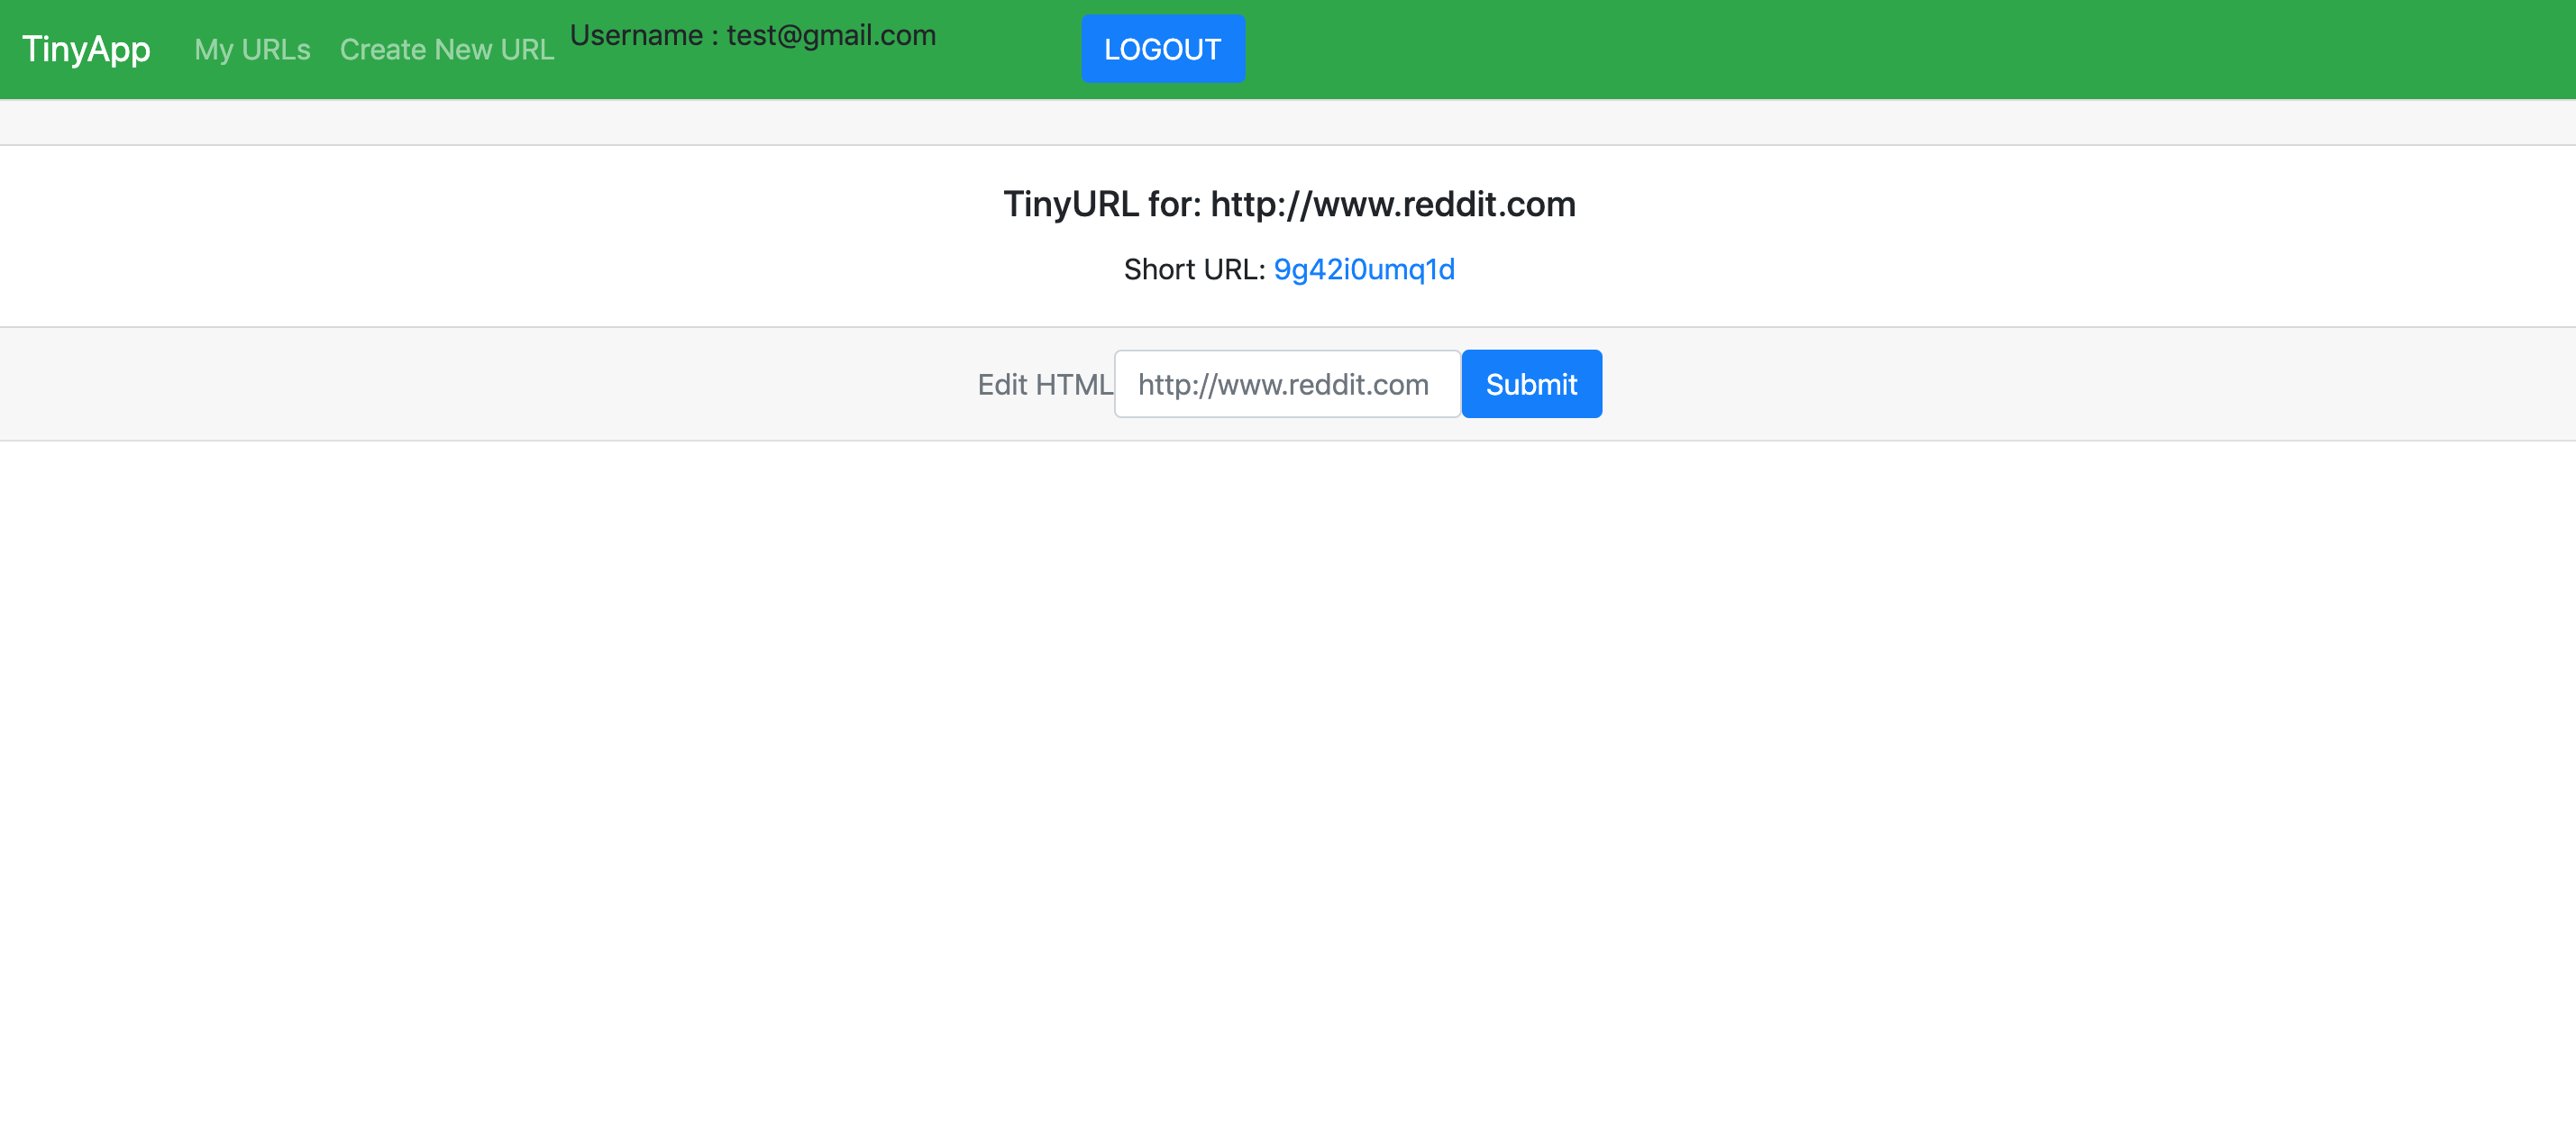 TinyApp My URLs Create New URL Username : test@gmail.com LOGOUT
TinyURL for: http://www.reddit.com
Short URL: 9g42i0umq1d
Edit HTML http://www.reddit.com Submit